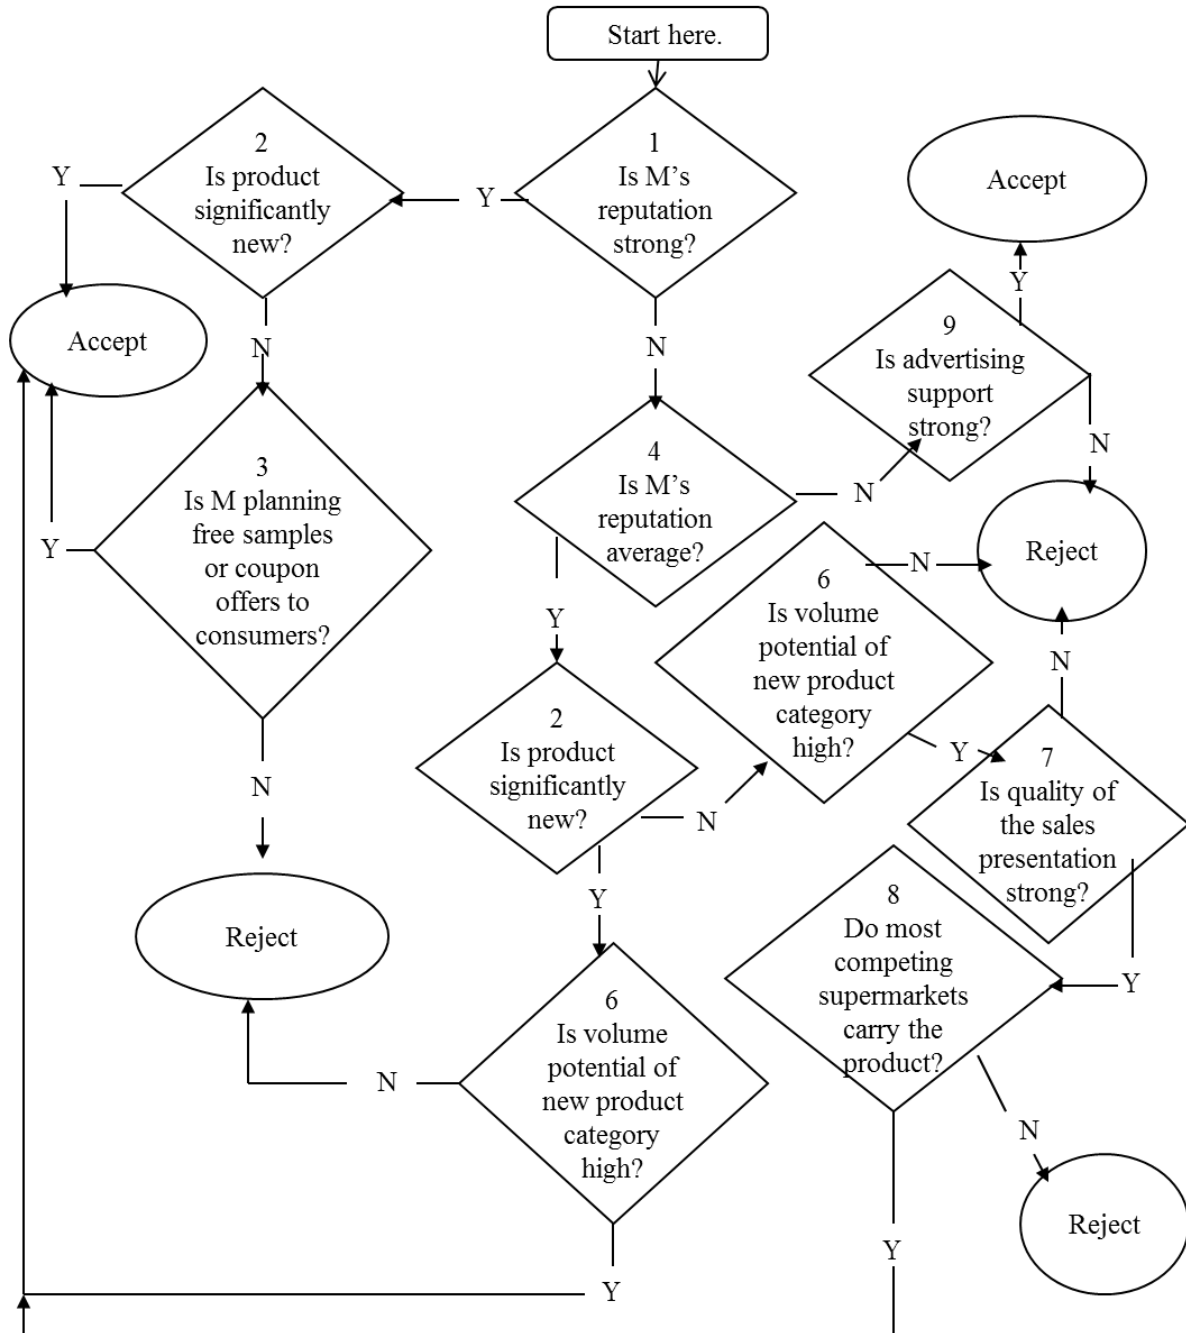 Start here.
2
Is product
significantly
new?
Y
Y
1
Is M's
reputation
strong?
Accept
Accept
N
N
Y
9
Is advertising
support
strong?
N
3
Is M planning
free samples
or coupon
offers to
consumers?
Y
4
Is M's
reputation
average?
N
Reject
N
6
Is volume
potential of
new product
category
high?
Y
N
2
Is product
significantly
new?
N
Y
7
Is quality of
the sales
presentation
strong?
N
Y
8
Do most
competing
supermarkets
carry the
product?
Y
Reject
6
Is volume
potential of
new product
category
high?
N
N
Reject
Y
Y